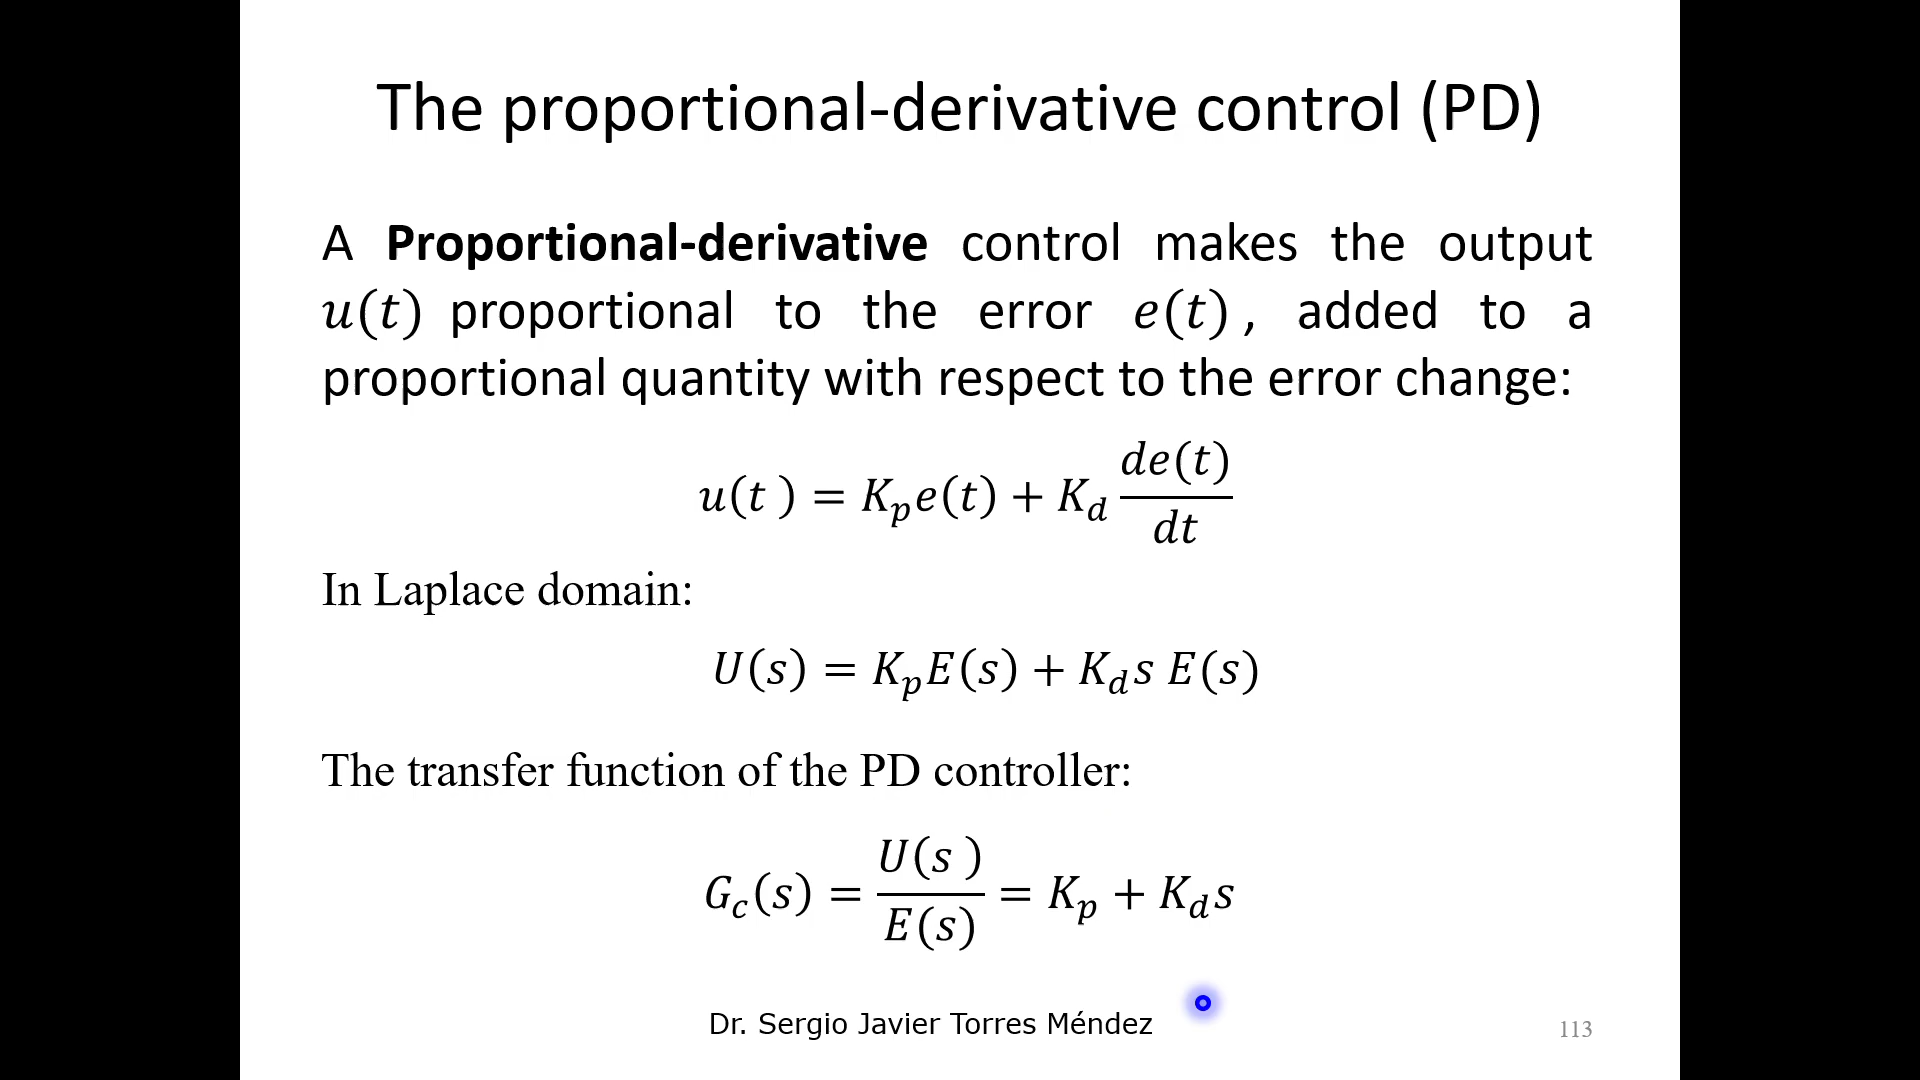 The proportional-derivative control (PD)
A Proportional-derivative control makes the output
u(t) proportional to the error e(t), added to a
proportional quantity with respect to the error change:
u(t ) = K_p e(t) + K_d \frac{de(t)}{dt}
In Laplace domain:
U(s) = K_p E(s) + K_d s E(s)
The transfer function of the PD controller:
G_c(s) = \frac{U(s )}{E(s)} = K_p + K_d s
Dr. Sergio Javier Torres Méndez
113